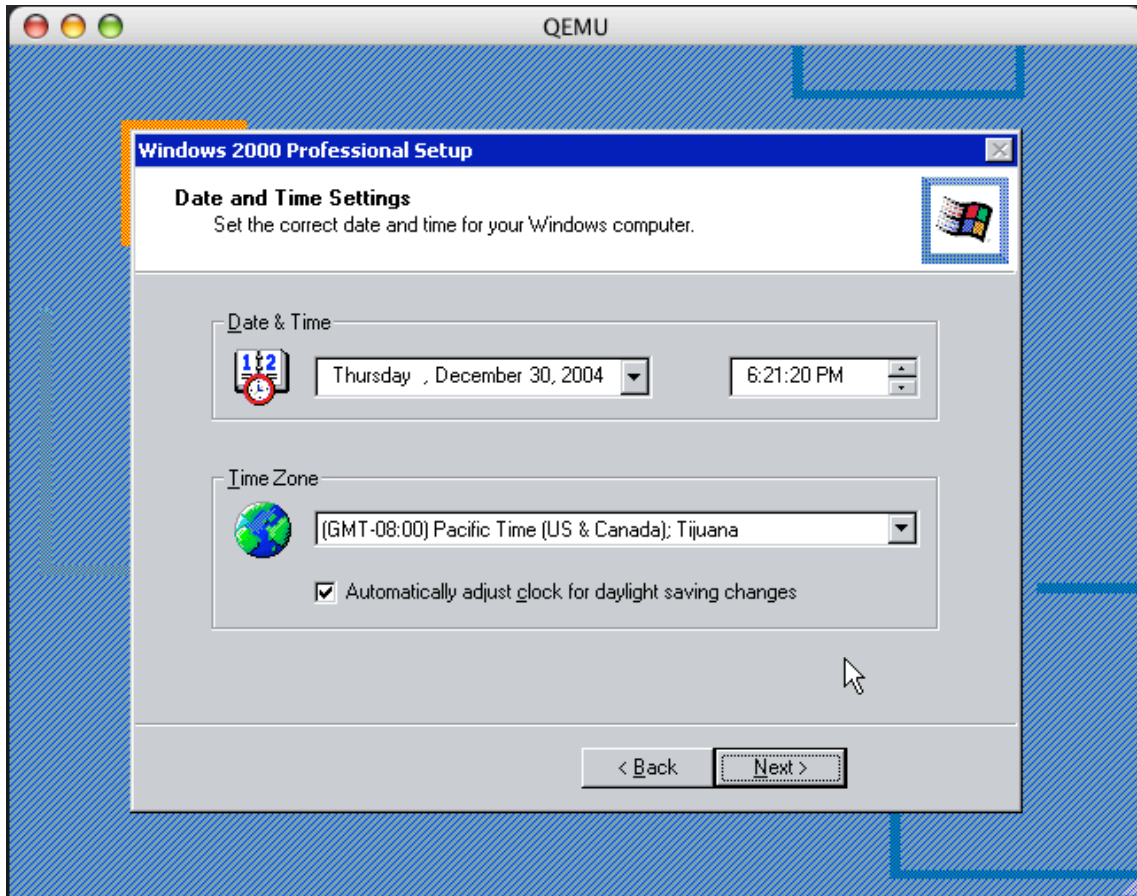 QEMU
Windows 2000 Professional Setup
Date and Time Settings
Set the correct date and time for your Windows computer.
Date & Time
12
Thursday , December 30, 2004
6:21:20 PM
Time Zone
(GMT-08:00) Pacific Time (US & Canada); Tijuana
Automatically adjust clock for daylight saving changes
< Back
Next >